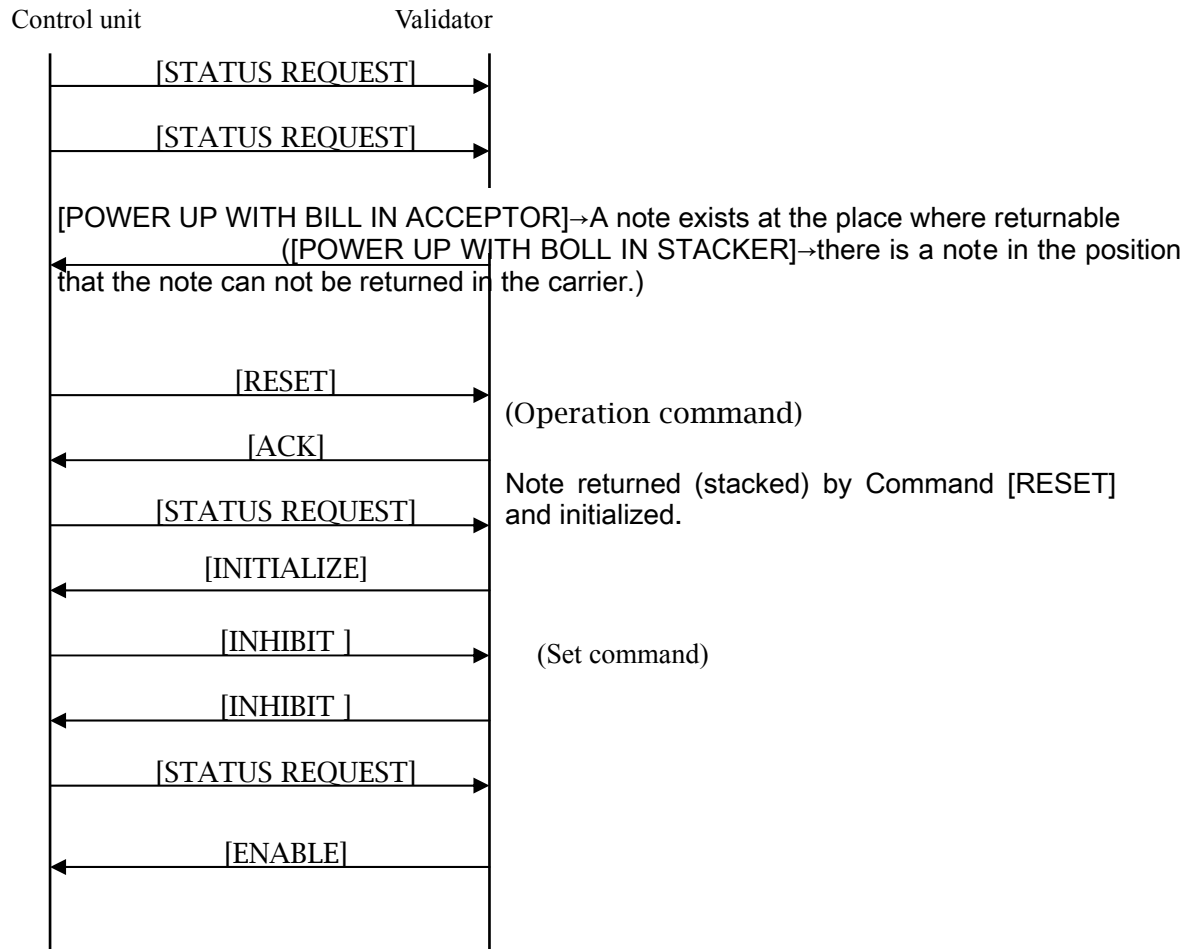 Control unit Validator
[STATUS REQUEST]
[STATUS REQUEST]
[POWER UP WITH BILL IN ACCEPTOR]→A note exists at the place where returnable
([POWER UP WITH BOLL IN STACKER]→there is a note in the position
that the note can not be returned in the carrier.)
[RESET]
(Operation command)
[ACK]
Note returned (stacked) by Command [RESET]
and initialized.
[STATUS REQUEST]
[INITIALIZE]
[INHIBIT ]
(Set command)
[INHIBIT ]
[STATUS REQUEST]
[ENABLE]